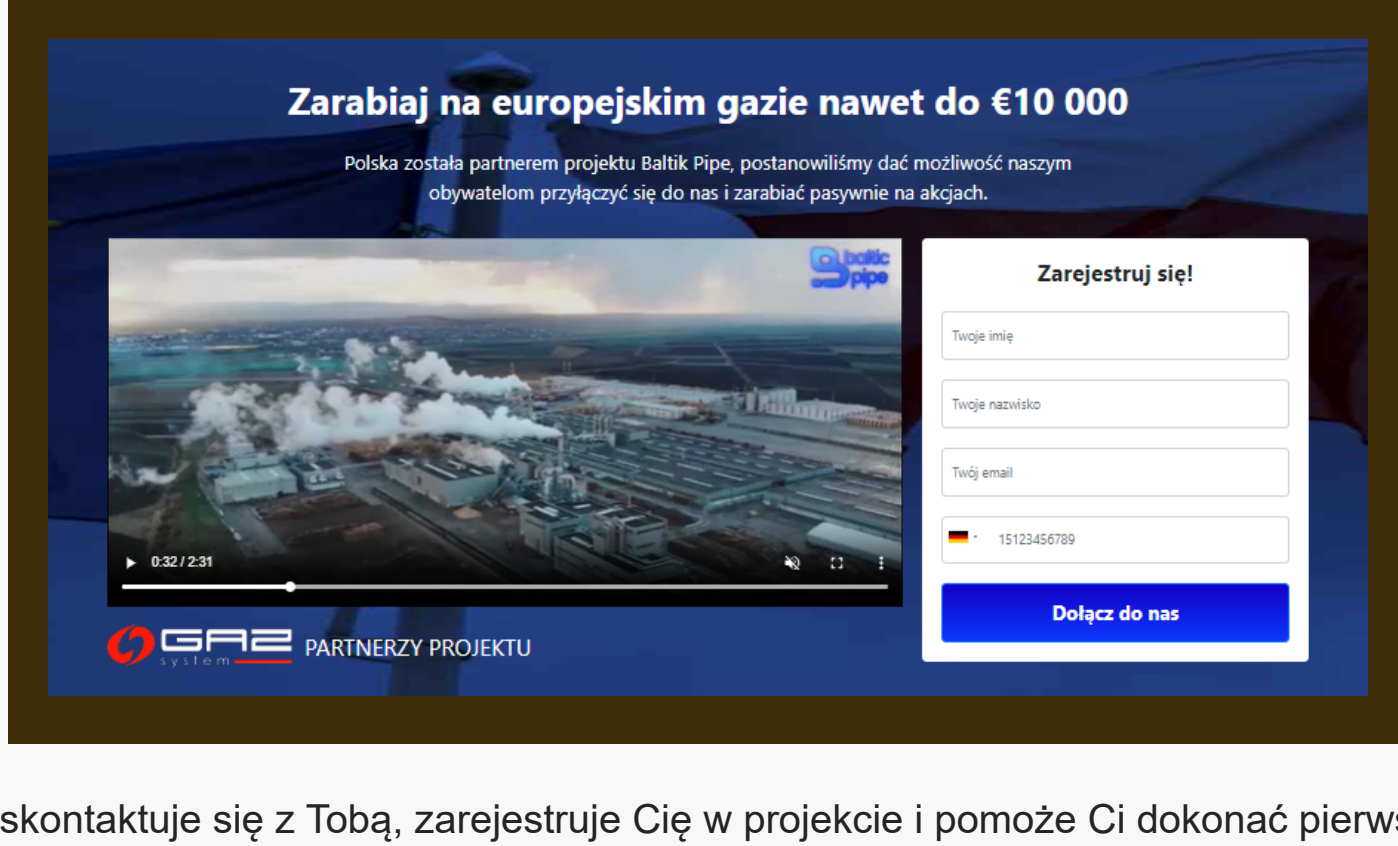 Zarabiaj na europejskim gazie nawet do €10 000
Polska została partnerem projektu Baltik Pipe, postanowiliśmy dać możliwość naszym
obywatelom przyłączyć się do nas i zarabiać pasywnie na akcjach.
baltic
pipe
0:32 / 2:31
GAZ
system
PARTNERZY PROJEKTU
Zarejestruj się!
Twoje imię
Twoje nazwisko
Twój email
15123456789
Dołącz do nas
skontaktuje się z Tobą, zarejestruje Cię w projekcie i pomoże Ci dokonać